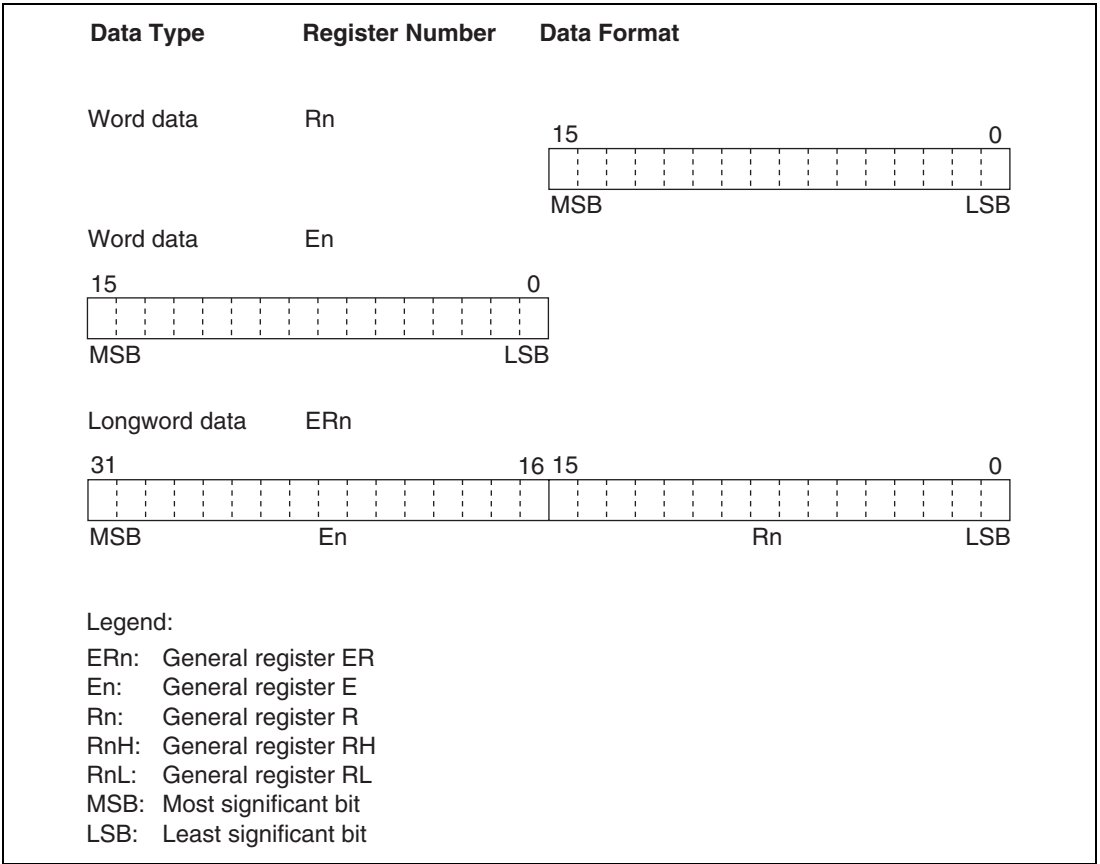 Data Type Register Number Data Format
Word data Rn
15 0
MSB LSB
Word data En
15 0
MSB LSB
Longword data ERn
31 16 15 0
MSB En Rn LSB
Legend:
ERn: General register ER
En: General register E
Rn: General register R
RnH: General register RH
RnL: General register RL
MSB: Most significant bit
LSB: Least significant bit